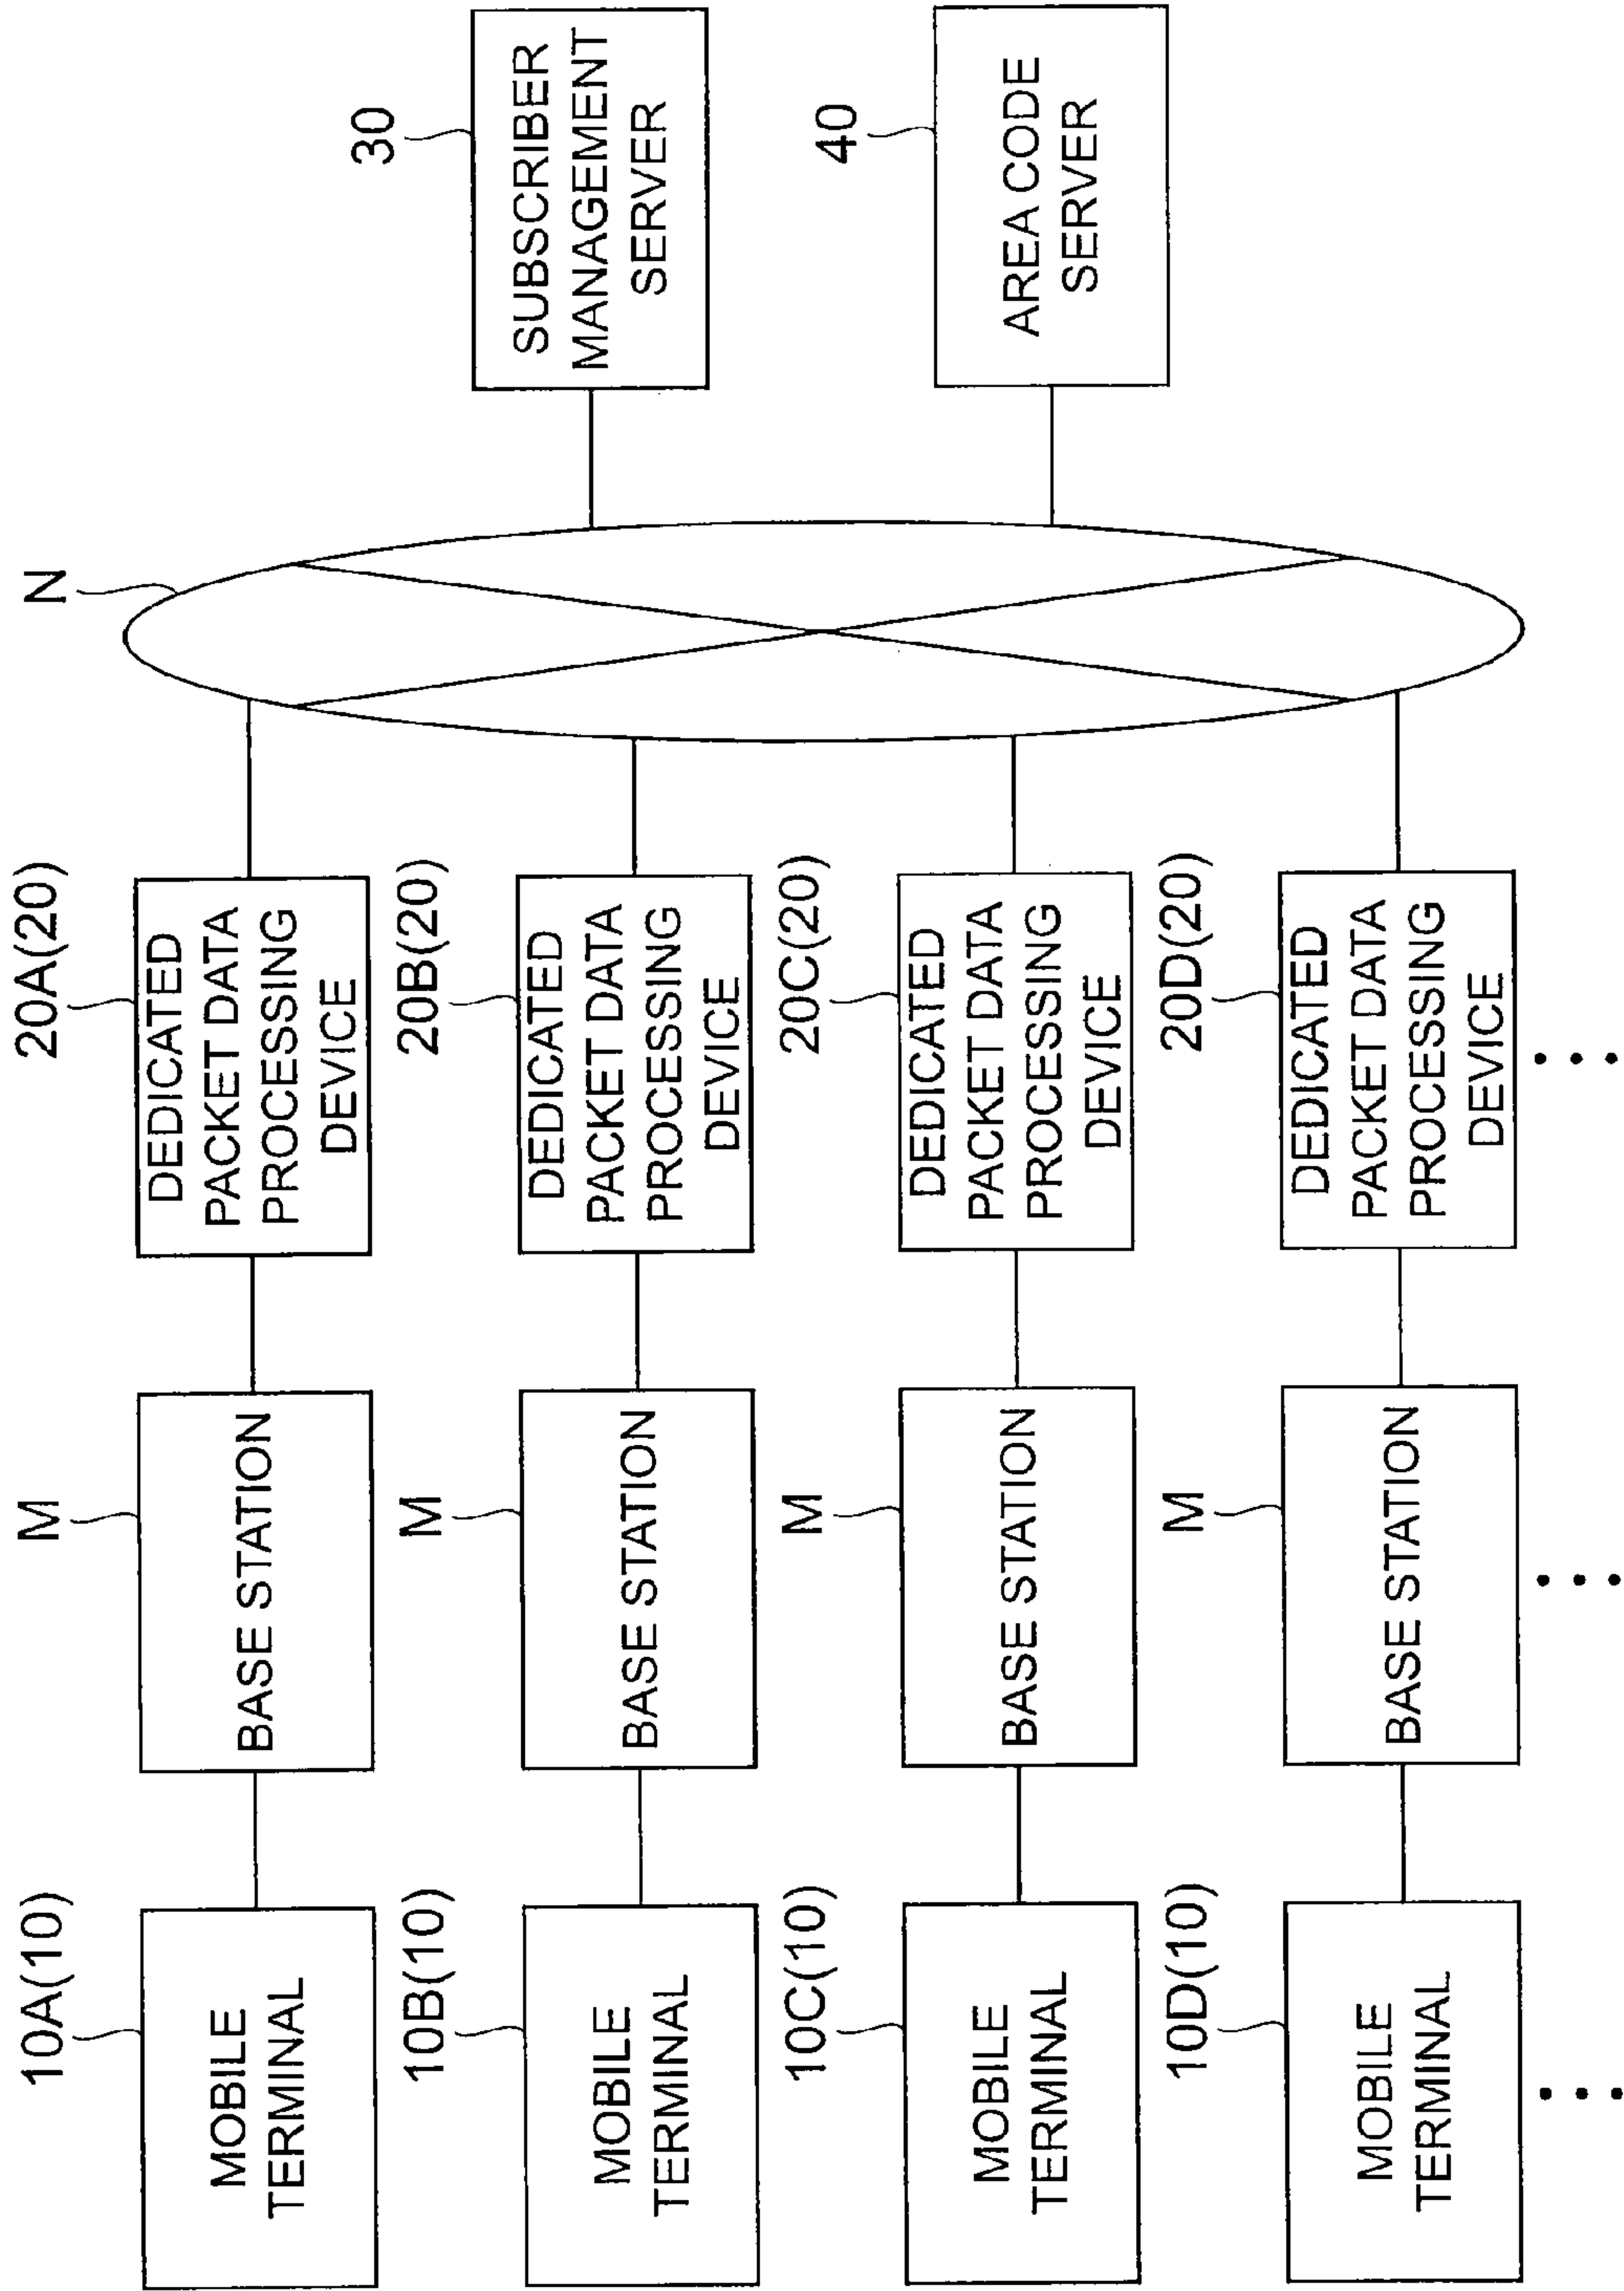 10A(10)
MOBILE
TERMINAL
M
BASE STATION
20A(20)
DEDICATED
PACKET DATA
PROCESSING
DEVICE
10B(10)
MOBILE
TERMINAL
M
BASE STATION
20B(20)
DEDICATED
PACKET DATA
PROCESSING
DEVICE
10C(10)
MOBILE
TERMINAL
M
BASE STATION
20C(20)
DEDICATED
PACKET DATA
PROCESSING
DEVICE
10D(10)
MOBILE
TERMINAL
M
BASE STATION
20D(20)
DEDICATED
PACKET DATA
PROCESSING
DEVICE
N
30
SUBSCRIBER
MANAGEMENT
SERVER
40
AREA CODE
SERVER